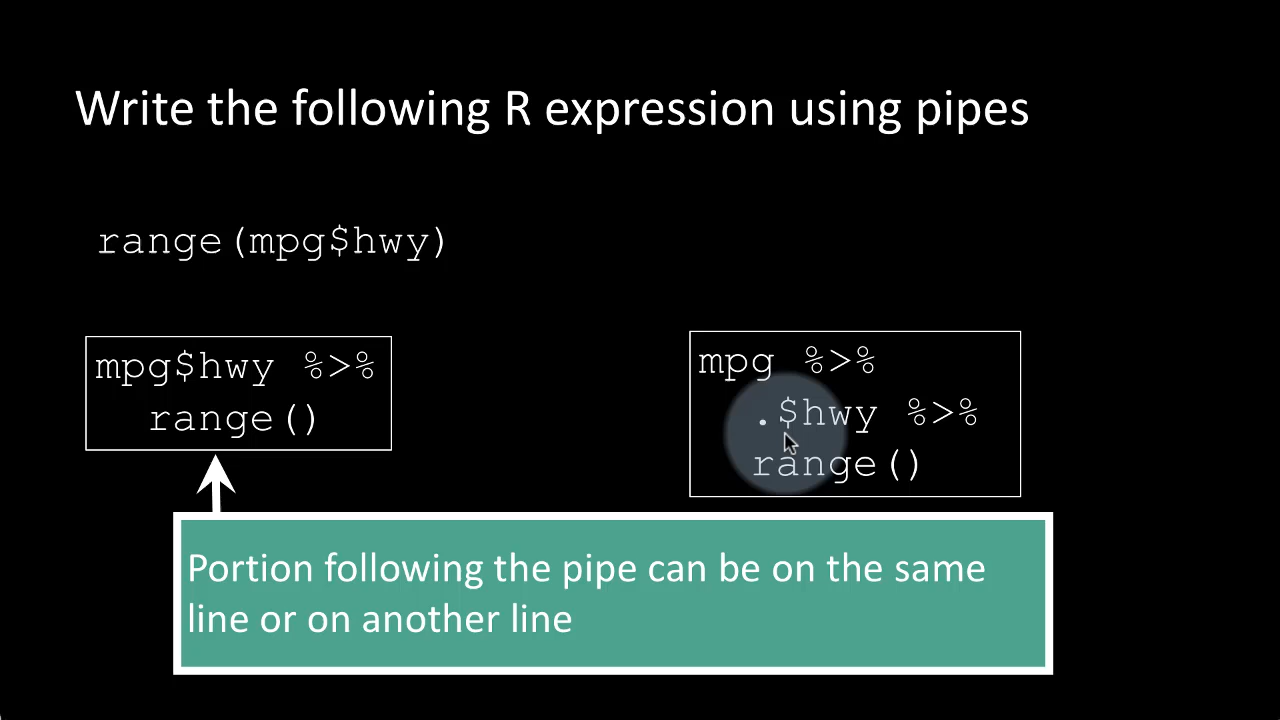 Write the following R expression using pipes
range(mpg$hwy)
mpg$hwy %>%
range()
mpg %>%
.$hwy %>%
range()
Portion following the pipe can be on the same
line or on another line